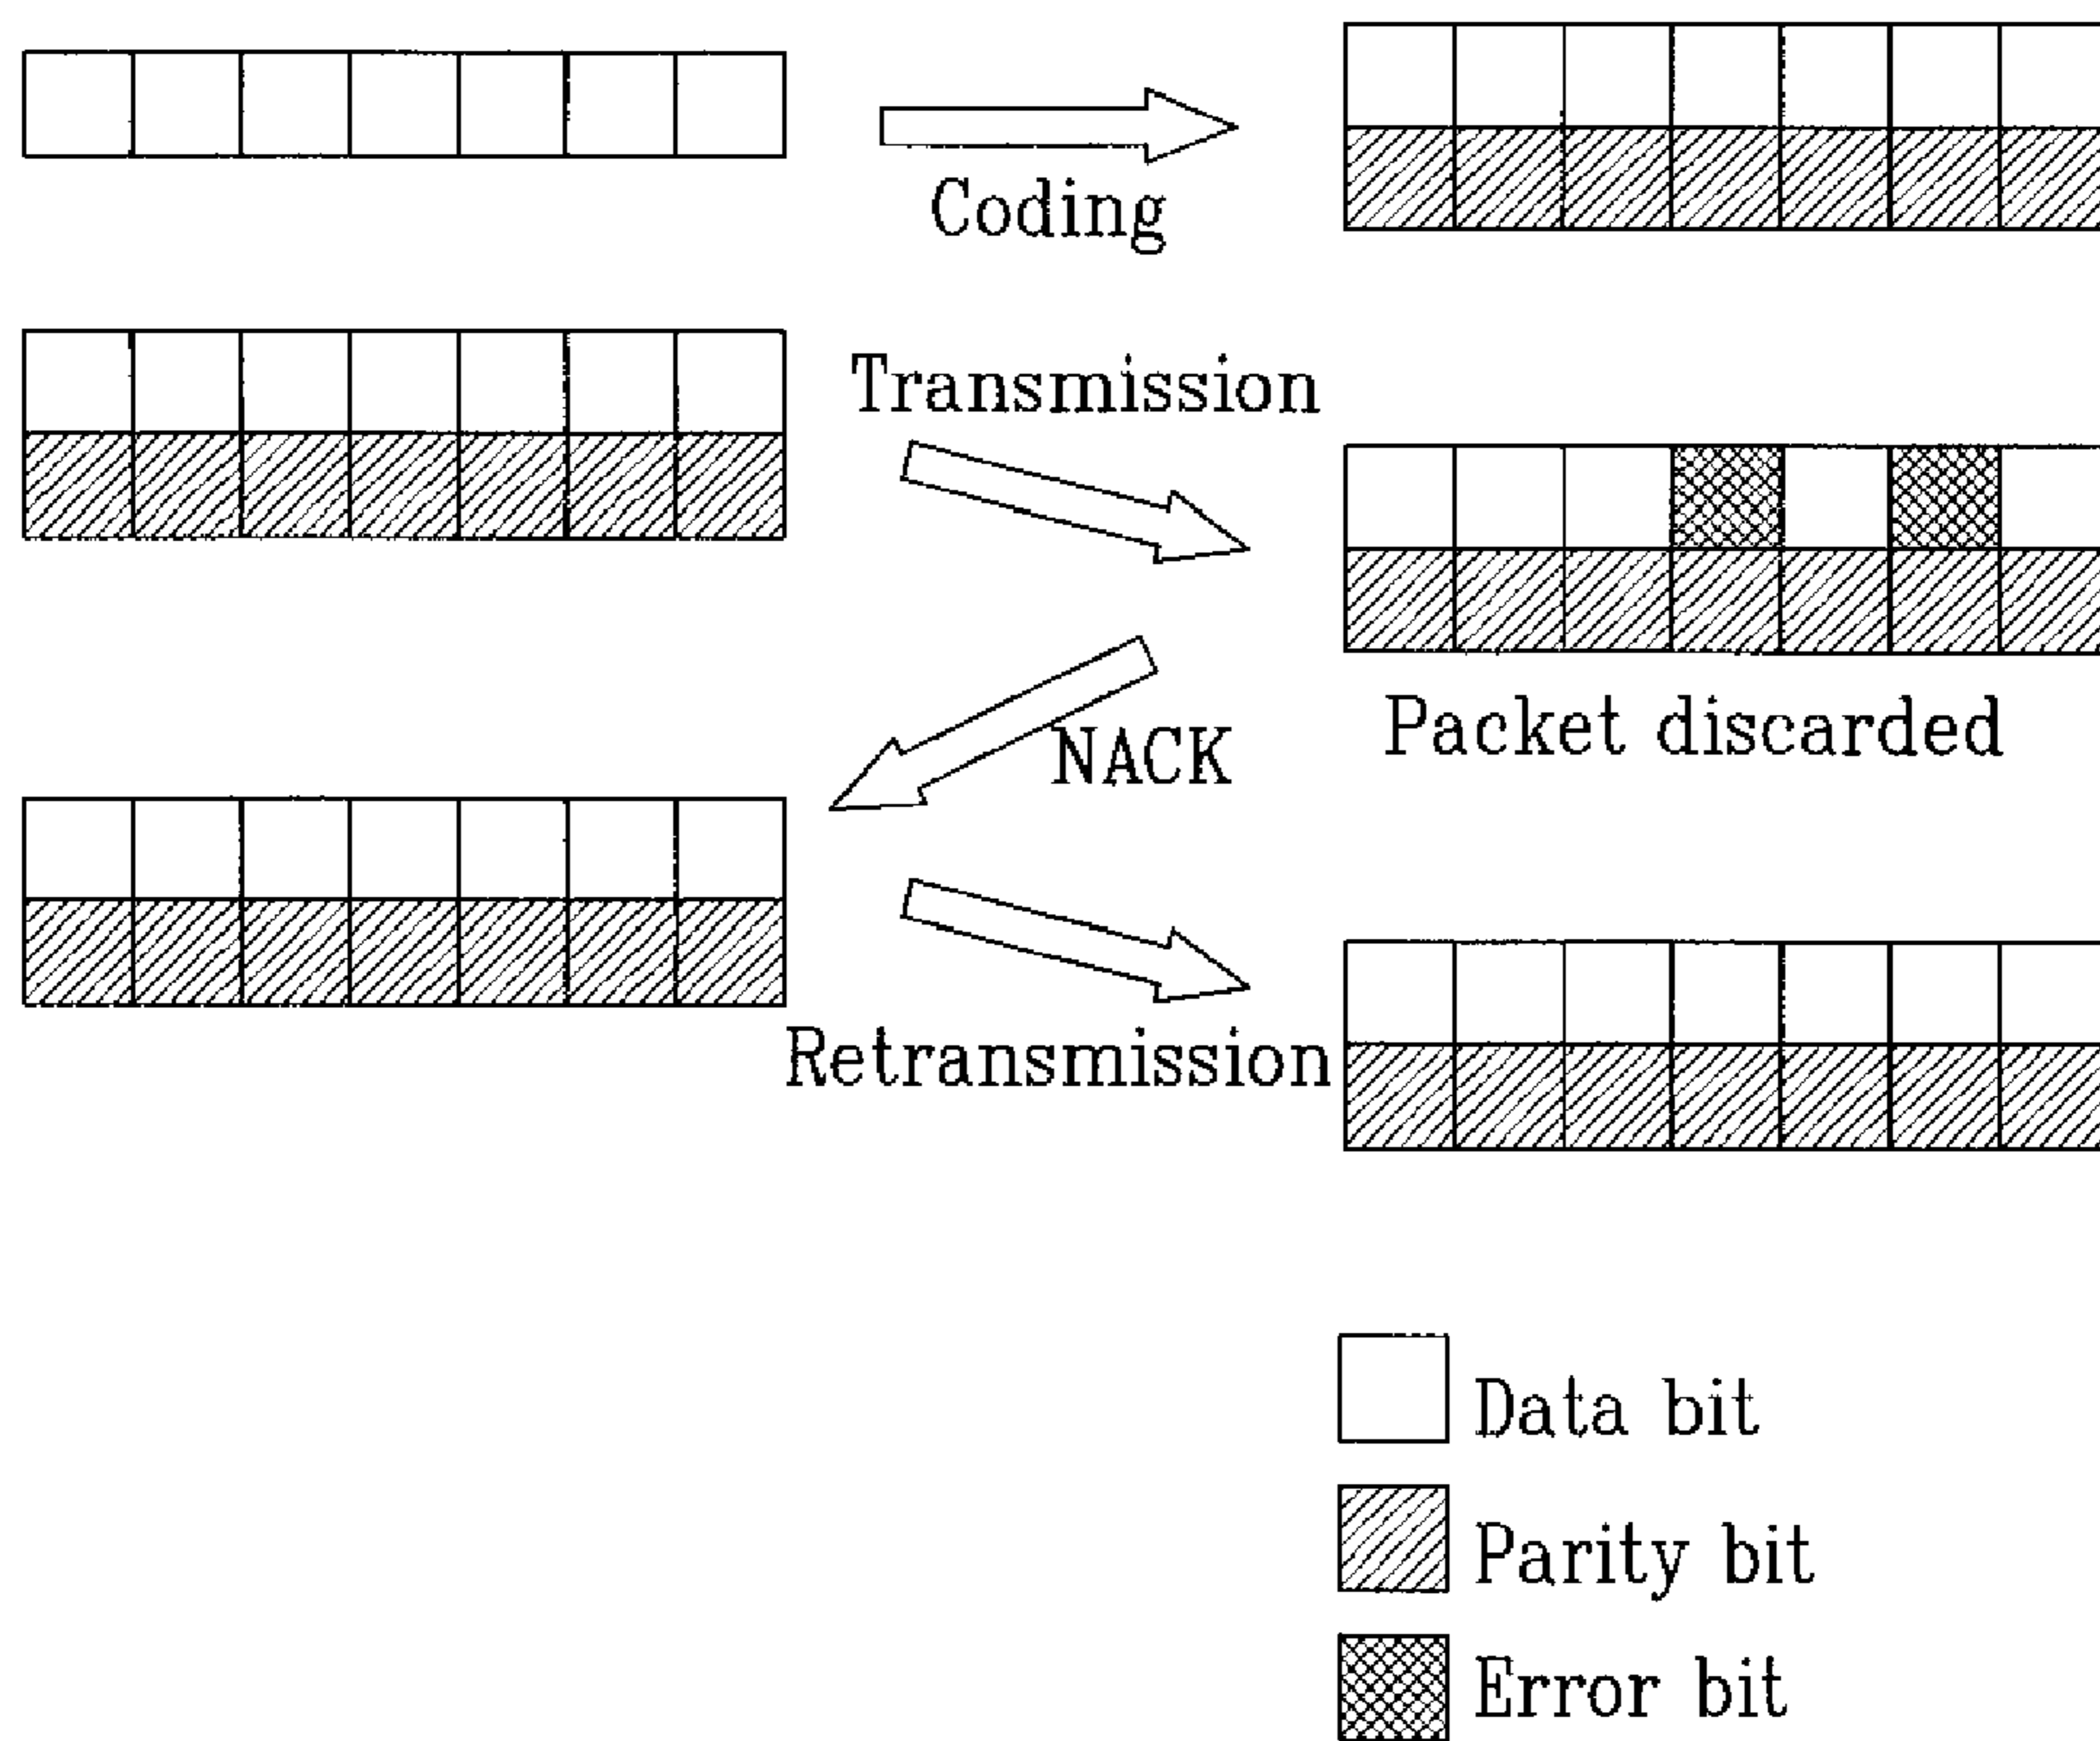 Coding
Transmission
Packet discarded
NACK
Retransmission
Data bit
Parity bit
Error bit